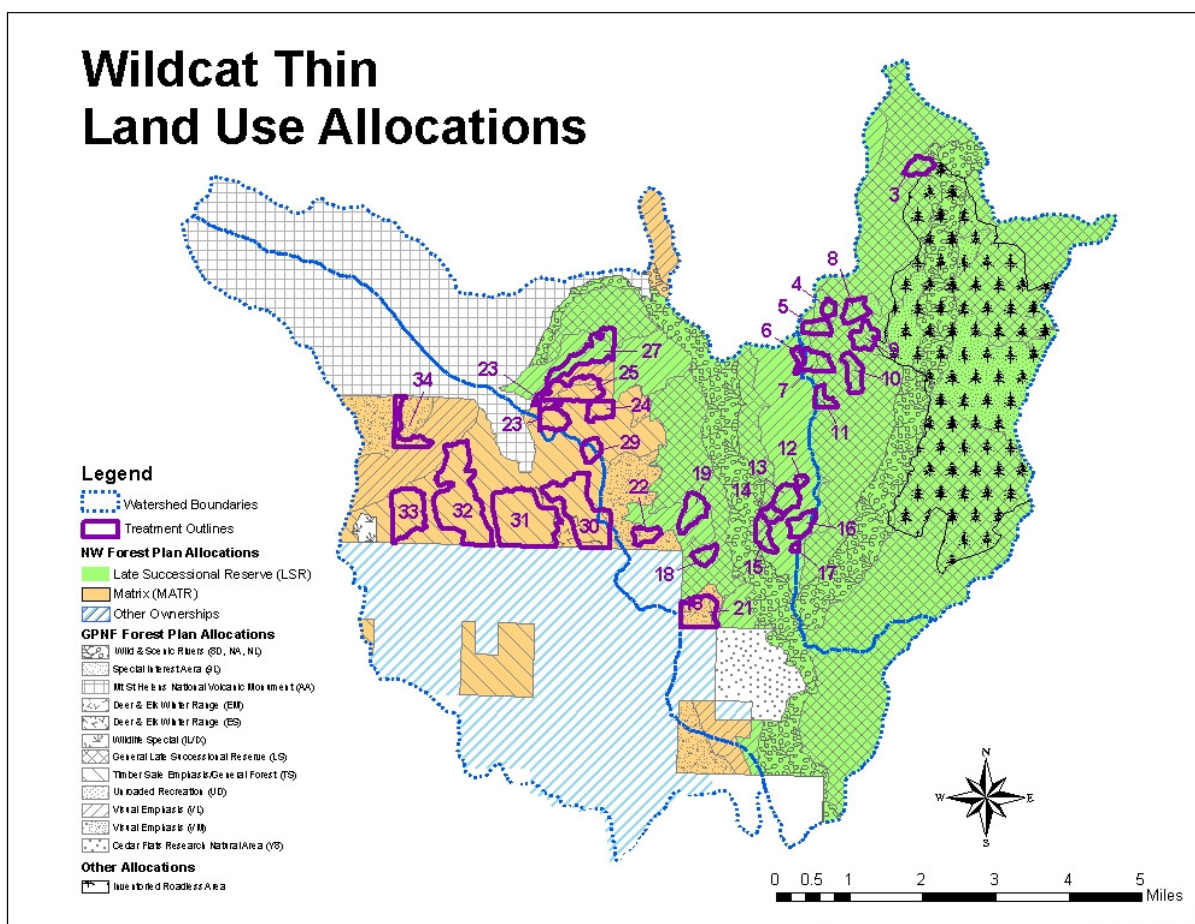 Wildcat Thin
Land Use Allocations
3
8
4
5
6
9
7
10
11
27
23
25
34
24
23
29
12
13
19
14
22
33
32
31
30
16
15
17
18
18
21
Legend
Watershed Boundaries
Treatment Outlines
NW Forest Plan Allocations
Late Successional Reserve (LSR)
Matrix (MATR)
Other Ownerships
GPNF Forest Plan Allocations
Wild & Scenic Rivers (8D, NA, NL)
Special Interest Aera (9L)
Mt St Helens National Volcanic Monument (AA)
Deer & Elk Winter Range (EM)
Deer & Elk Winter Range (ES)
Wildlife Special (IL/IX)
General Late Successional Reserve (LS)
Timber Sale Emphasis/General Forest (TS)
Unroaded Recreation (UD)
Visual Emphasis (VL)
Visual Emphasis (VM)
Cedar Flats Research Natural Area (Y8)
Other Allocations
Inventoried Roadless Area
N
W E
S
0 0.5 1 2 3 4 5
Miles